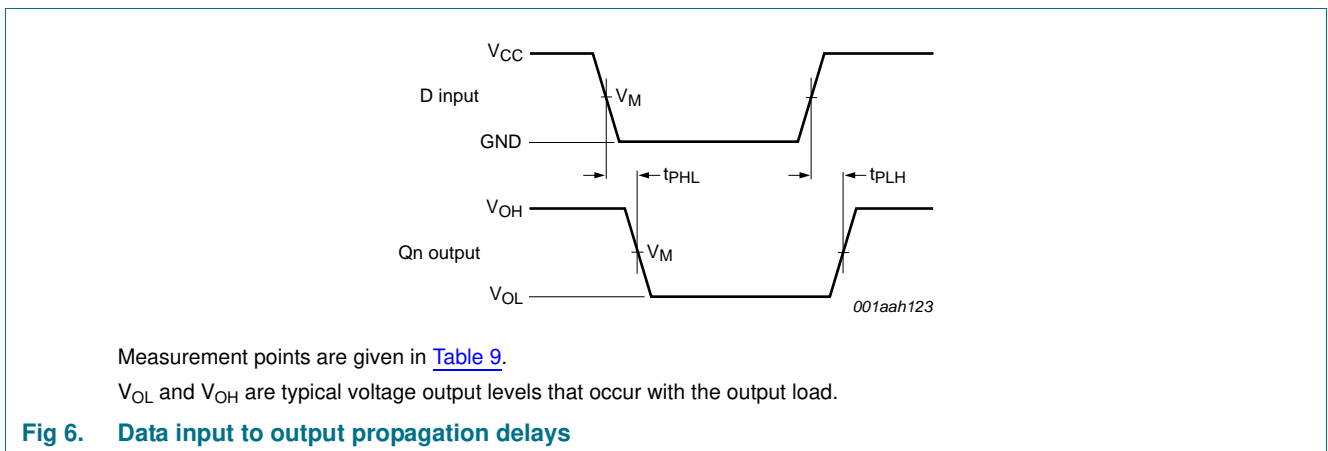 VCC
D input
VM
GND
tPHL
tPLH
VOH
Qn output
VM
VOL
001aah123
Measurement points are given in Table 9.
VOL and VOH are typical voltage output levels that occur with the output load.
Fig 6. Data input to output propagation delays